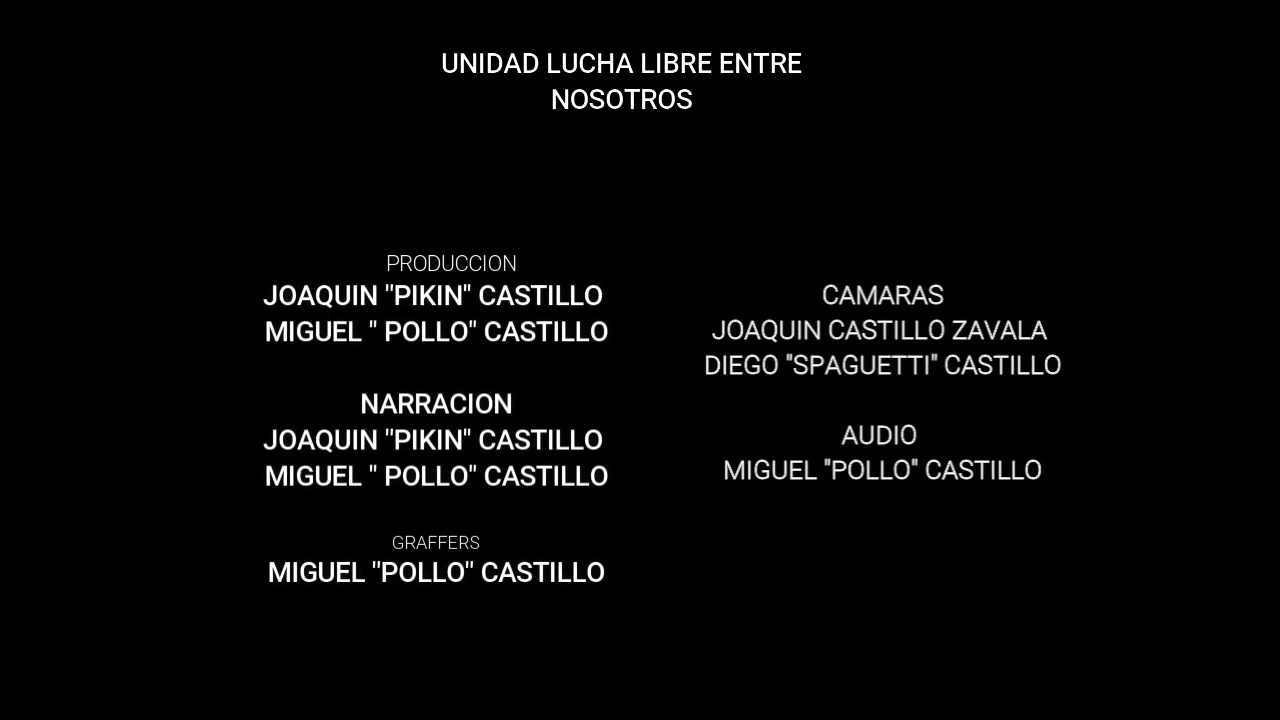 UNIDAD LUCHA LIBRE ENTRE
NOSOTROS
PRODUCCION
JOAQUIN "PIKIN" CASTILLO
MIGUEL " POLLO" CASTILLO
NARRACION
JOAQUIN "PIKIN" CASTILLO
MIGUEL " POLLO" CASTILLO
GRAFFERS
MIGUEL "POLLO" CASTILLO
CAMARAS
JOAQUIN CASTILLO ZAVALA
DIEGO "SPAGUETTI" CASTILLO
AUDIO
MIGUEL "POLLO" CASTILLO